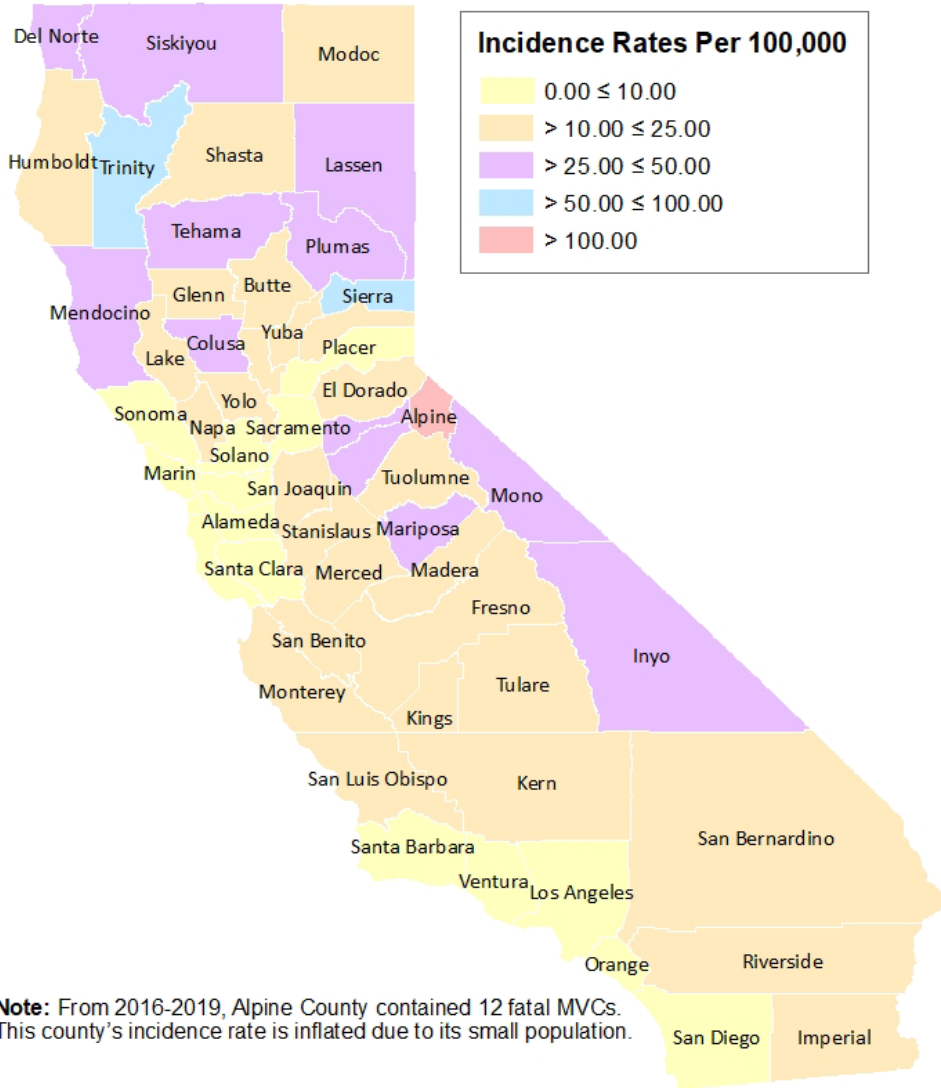 Incidence Rates Per 100,000
0.00 ≤ 10.00
> 10.00 ≤ 25.00
> 25.00 ≤ 50.00
> 50.00 ≤ 100.00
> 100.00
Del Norte
Siskiyou
Modoc
Humboldt
Trinity
Shasta
Lassen
Tehama
Plumas
Mendocino
Glenn
Butte
Sierra
Lake
Colusa
Yuba
Placer
Sonoma
Napa
Yolo
Sacramento
El Dorado
Alpine
Marin
Solano
San Joaquin
Tuolumne
Mono
Alameda
Stanislaus
Mariposa
Santa Clara
Merced
Madera
Fresno
San Benito
Inyo
Monterey
Kings
Tulare
San Luis Obispo
Kern
San Bernardino
Santa Barbara
Ventura
Los Angeles
Orange
Riverside
San Diego
Imperial
Note: From 2016-2019, Alpine County contained 12 fatal MVCs.
This county's incidence rate is inflated due to its small population.